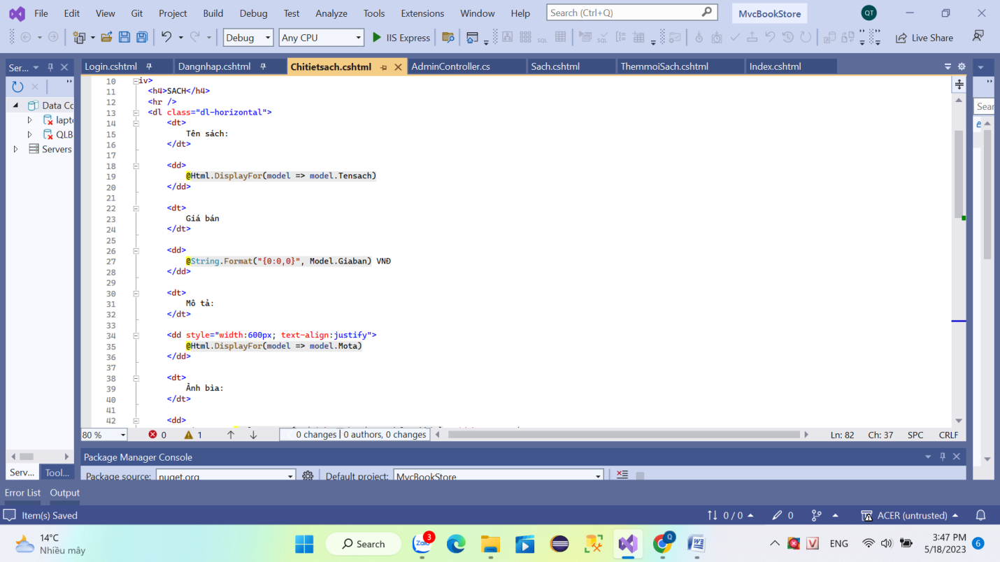 File Edit View Git Project Build Debug Test Analyze Tools Extensions Window Help Search (Ctrl+Q) MvcBookStore QT
Debug Any CPU IIS Express Live Share
Ser... Login.cshtml Dangnhap.cshtml Chitietsach.cshtml AdminController.cs Sach.cshtml ThemmoiSach.cshtml Index.cshtml
Data Co
lapto
QLB
Servers
Sear
10 iv>
11 <h4>SACH</h4>
12 <hr />
13 <dl class="dl-horizontal">
14 <dt>
15 Tên sách:
16 </dt>
17
18 <dd>
19 @Html.DisplayFor(model => model.Tensach)
20 </dd>
21
22 <dt>
23 Giá bán
24 </dt>
25
26 <dd>
27 @String.Format("{0:0,0}", Model.Giaban) VNĐ
28 </dd>
29
30 <dt>
31 Mô tả:
32 </dt>
33
34 <dd style="width:600px; text-align:justify">
35 @Html.DisplayFor(model => model.Mota)
36 </dd>
37
38 <dt>
39 Ảnh bìa:
40 </dt>
41
42 <dd>
80 % 0 1 0 changes | 0 authors, 0 changes Ln: 82 Ch: 37 SPC CRLF
Package Manager Console
Serv... Tool... Package source: nuget.org Default project: MvcBookStore
Error List Output
Item(s) Saved 0 / 0 0 ACER (untrusted)
14°C
Nhiều mây
Search
Zalo 3
Q
ENG
3:47 PM
5/18/2023
6